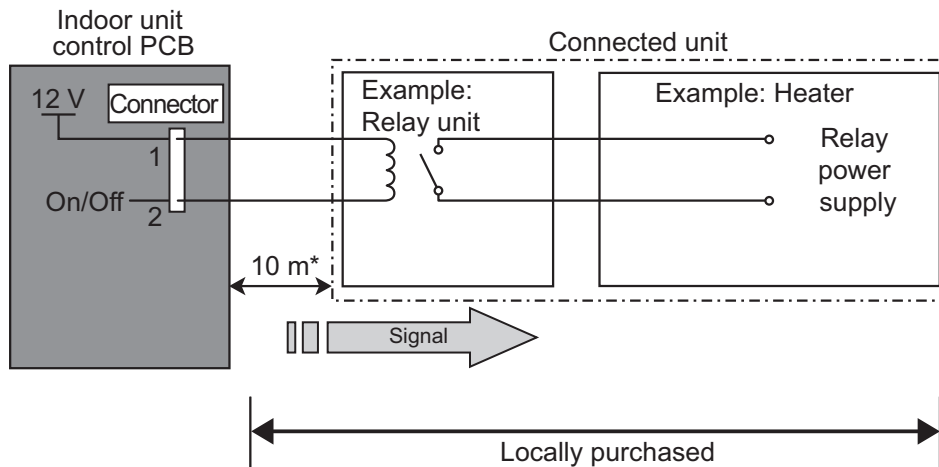 Indoor unit
control PCB
Connected unit
12 V
Connector
1
On/Off
2
10 m*
Example:
Relay unit
Example: Heater
Relay
power
supply
Signal
Locally purchased